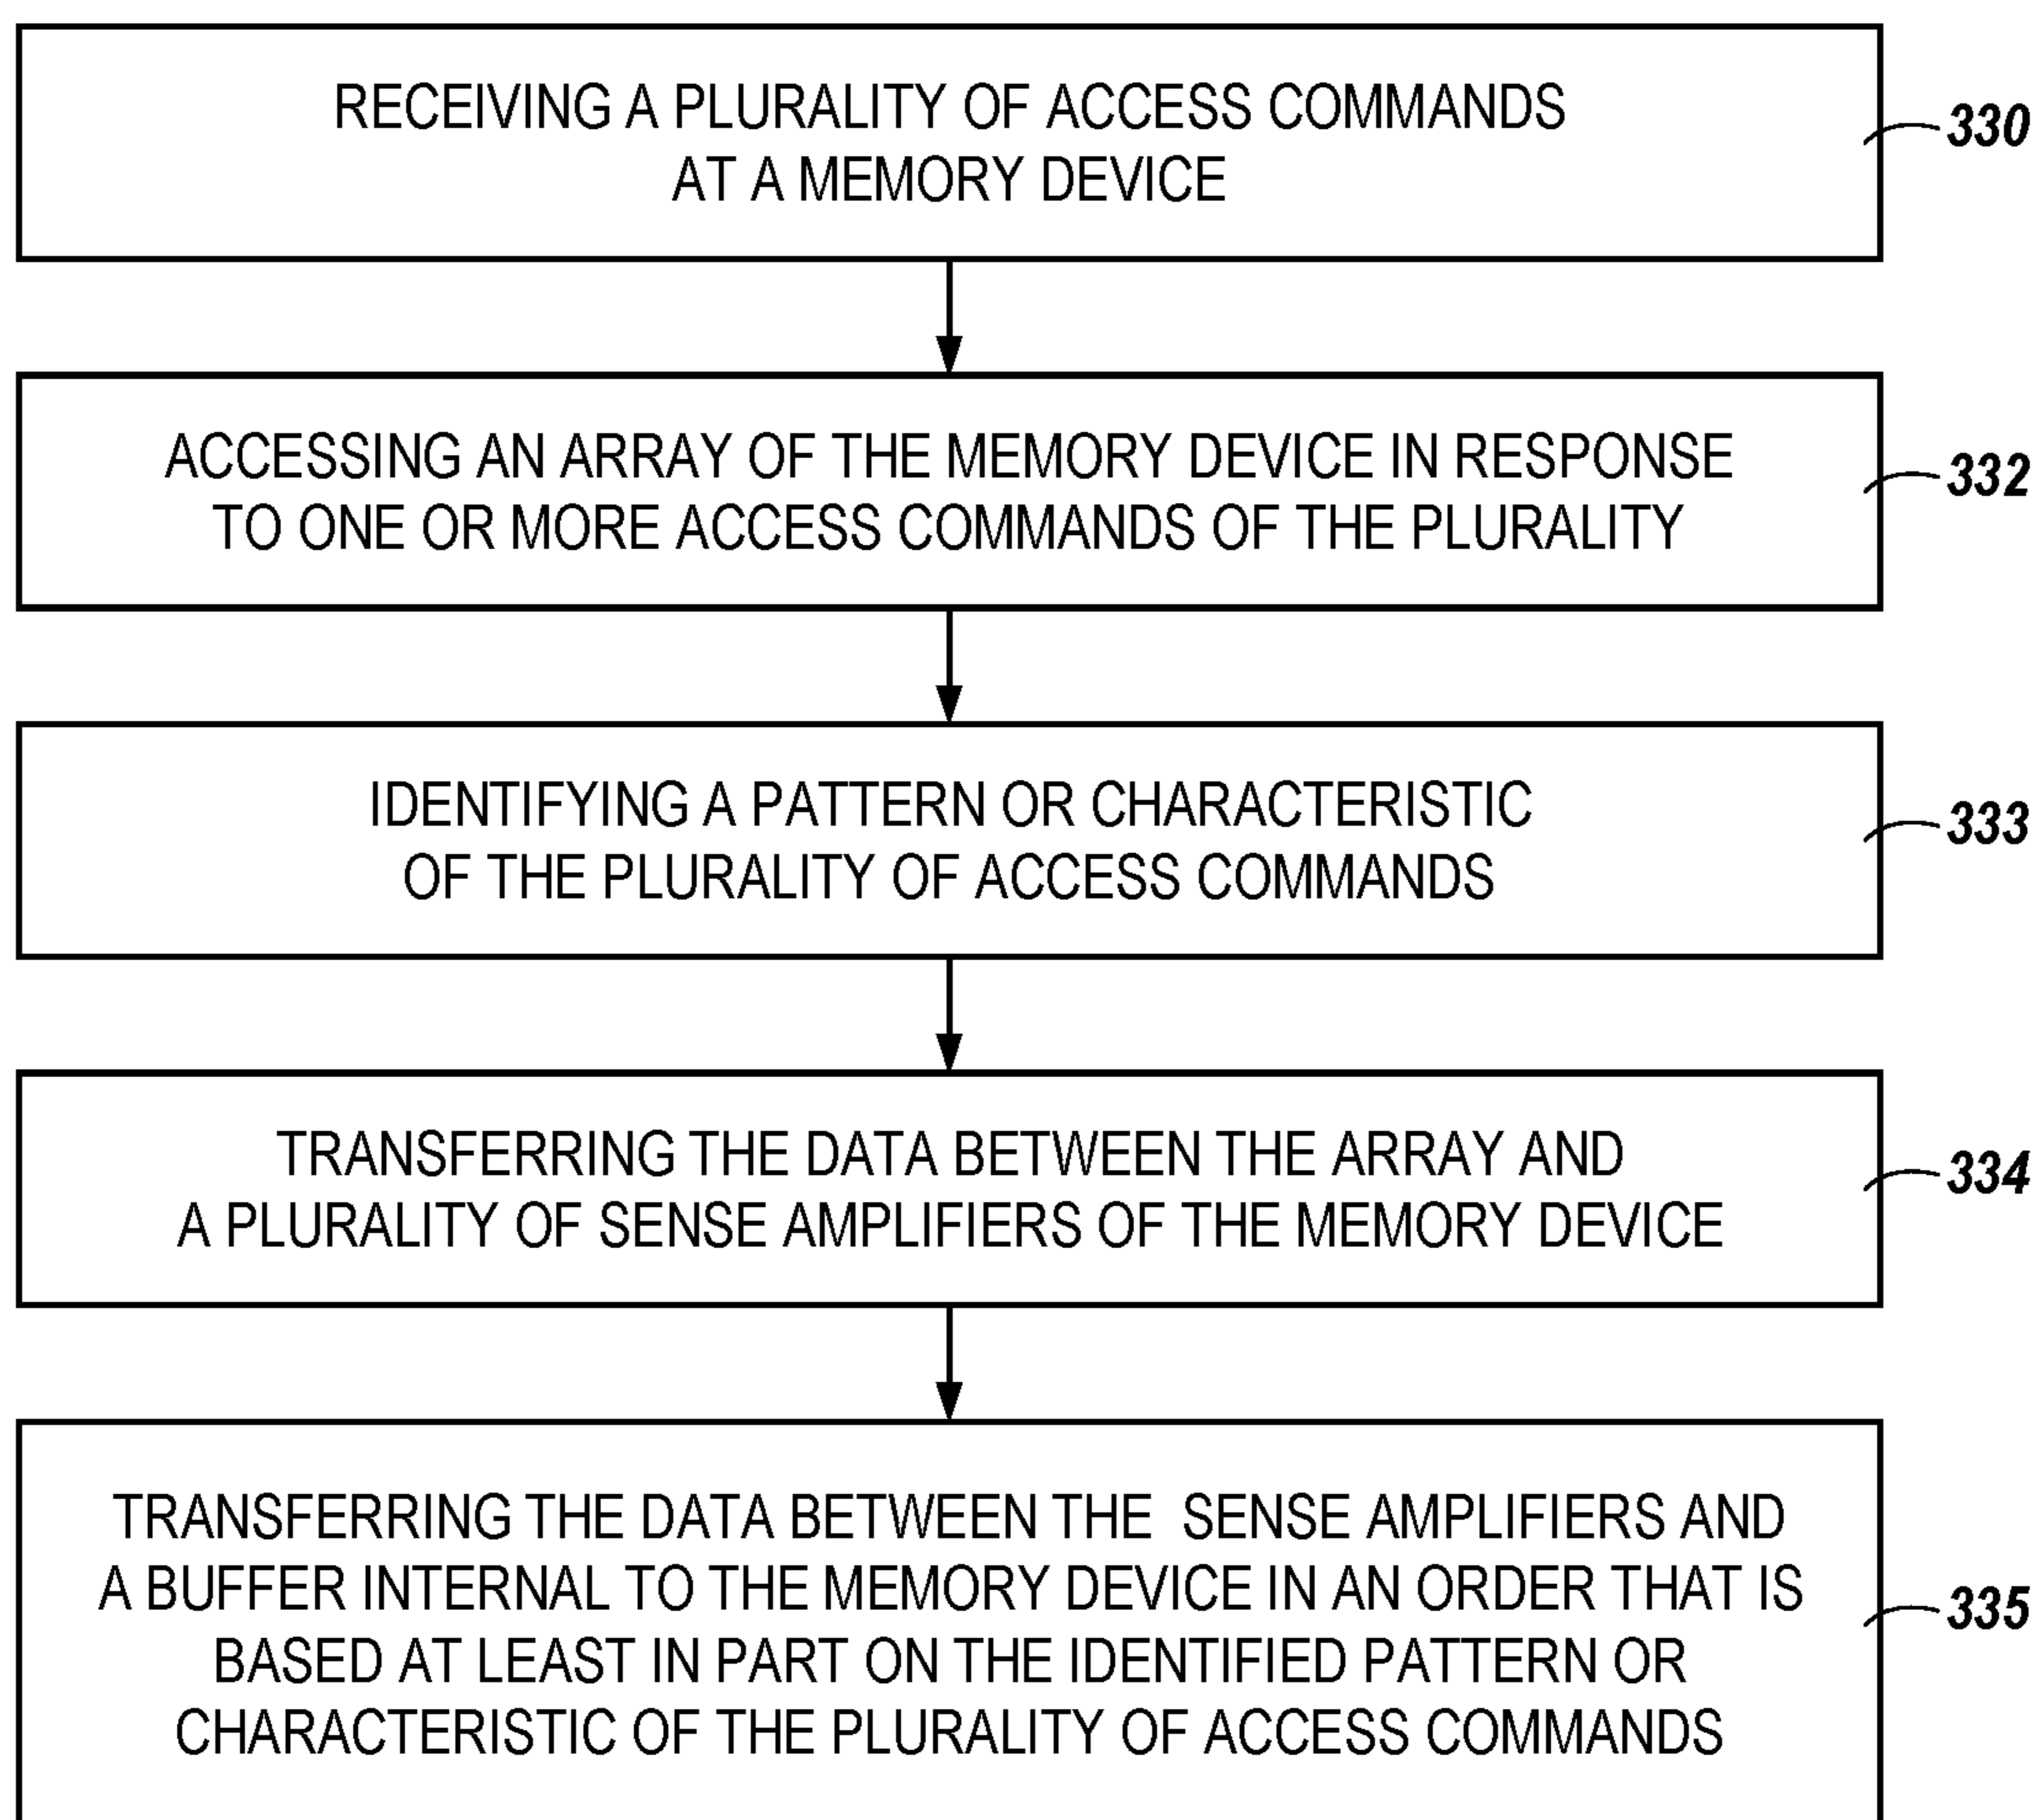 RECEIVING A PLURALITY OF ACCESS COMMANDS
AT A MEMORY DEVICE
330
ACCESSING AN ARRAY OF THE MEMORY DEVICE IN RESPONSE
TO ONE OR MORE ACCESS COMMANDS OF THE PLURALITY
332
IDENTIFYING A PATTERN OR CHARACTERISTIC
OF THE PLURALITY OF ACCESS COMMANDS
333
TRANSFERRING THE DATA BETWEEN THE ARRAY AND
A PLURALITY OF SENSE AMPLIFIERS OF THE MEMORY DEVICE
334
TRANSFERRING THE DATA BETWEEN THE SENSE AMPLIFIERS AND
A BUFFER INTERNAL TO THE MEMORY DEVICE IN AN ORDER THAT IS
BASED AT LEAST IN PART ON THE IDENTIFIED PATTERN OR
CHARACTERISTIC OF THE PLURALITY OF ACCESS COMMANDS
335